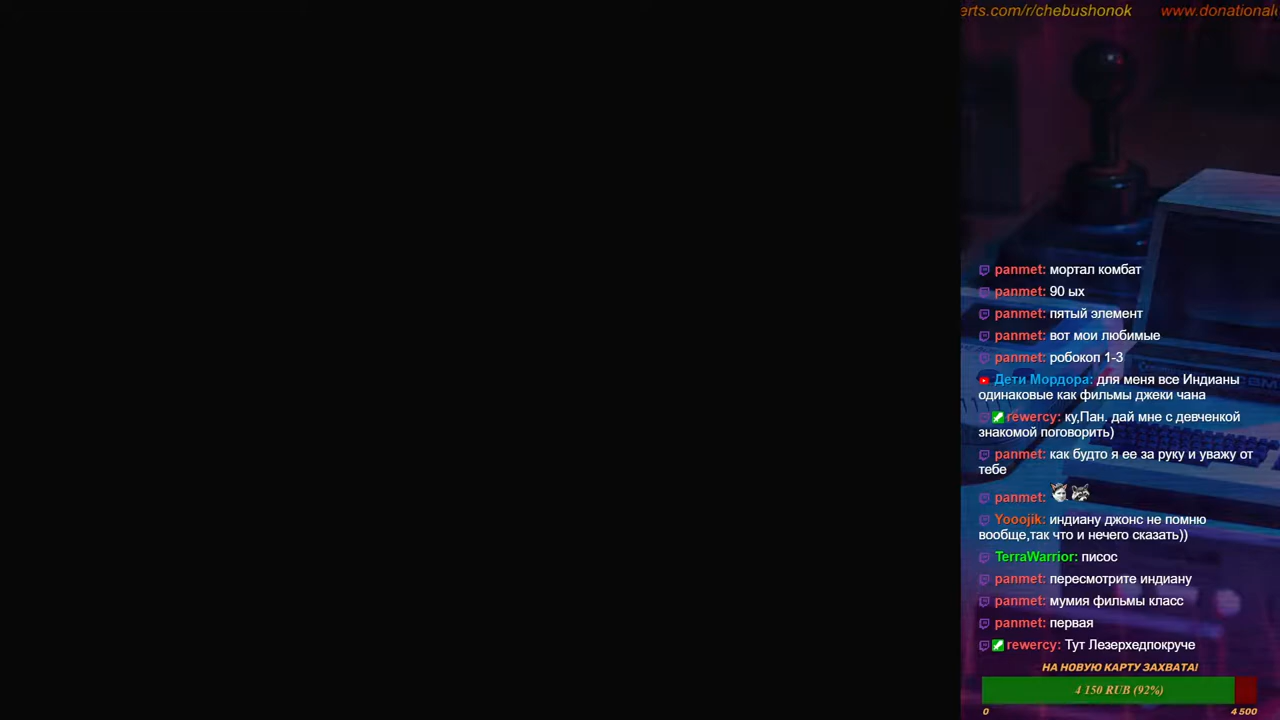 erts.com/r/chebushonok www.donational
panmet: мортал комбат
panmet: 90 ых
panmet: пятый элемент
panmet: вот мои любимые
panmet: робокоп 1-3
Дети Мордора: для меня все Индианы
одинаковые как фильмы джеки чана
rewercy: ку,Пан. дай мне с девченкой
знакомой поговорить)
panmet: как будто я ее за руку и уважу от
тебе
panmet:
Yooojik: индиану джонс не помню
вообще,так что и нечего сказать))
TerraWarrior: писос
panmet: пересмотрите индиану
panmet: мумия фильмы класс
panmet: первая
rewercy: Тут Лезерхедпокруче
НА НОВУЮ КАРТУ ЗАХВАТА!
4 150 RUB (92%)
0 4 500